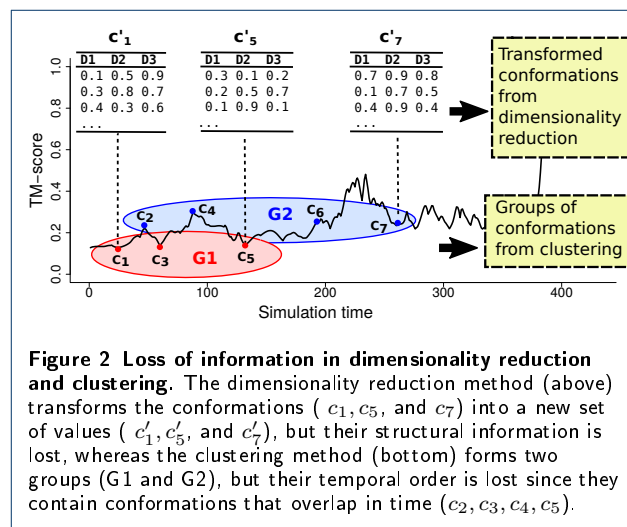 c'1 c'5 c'7
D1 D2 D3 D1 D2 D3 D1 D2 D3
0.1 0.5 0.9 0.3 0.1 0.2 0.7 0.9 0.8
0.3 0.8 0.7 0.2 0.5 0.7 0.1 0.7 0.5
0.4 0.3 0.6 0.1 0.9 0.1 0.4 0.9 0.4
... ... ...
Transformed
conformations
from
dimensionality
reduction
Groups of
conformations
from clustering
TM−score
0.0 0.2 0.4 0.6 0.8 1.0
C2 C4 G2 C6 C7
C1 C3 G1 C5
0 100 200 300 400
Simulation time
Figure 2 Loss of information in dimensionality reduction
and clustering. The dimensionality reduction method (above)
transforms the conformations ( c1, c5, and c7) into a new set
of values ( c′1, c′5, and c′7), but their structural information is
lost, whereas the clustering method (bottom) forms two
groups (G1 and G2), but their temporal order is lost since they
contain conformations that overlap in time (c2, c3, c4, c5).